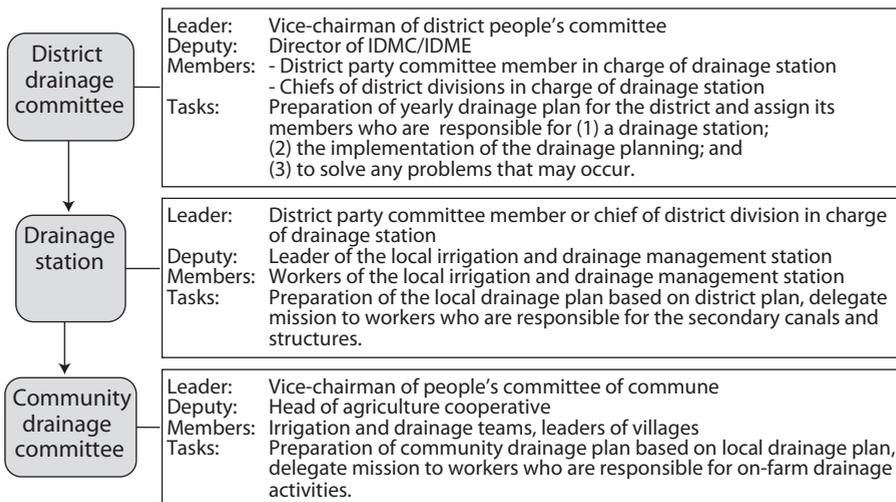 District
drainage
committee
Leader: Vice-chairman of district people's committee
Deputy: Director of IDMC/IDME
Members: - District party committee member in charge of drainage station
- Chiefs of district divisions in charge of drainage station
Tasks: Preparation of yearly drainage plan for the district and assign its
members who are responsible for (1) a drainage station;
(2) the implementation of the drainage planning; and
(3) to solve any problems that may occur.
Drainage
station
Leader: District party committee member or chief of district division in charge
of drainage station
Deputy: Leader of the local irrigation and drainage management station
Members: Workers of the local irrigation and drainage management station
Tasks: Preparation of the local drainage plan based on district plan, delegate
mission to workers who are responsible for the secondary canals and
structures.
Community
drainage
committee
Leader: Vice-chairman of people's committee of commune
Deputy: Head of agriculture cooperative
Members: Irrigation and drainage teams, leaders of villages
Tasks: Preparation of community drainage plan based on local drainage plan,
delegate mission to workers who are responsible for on-farm drainage
activities.